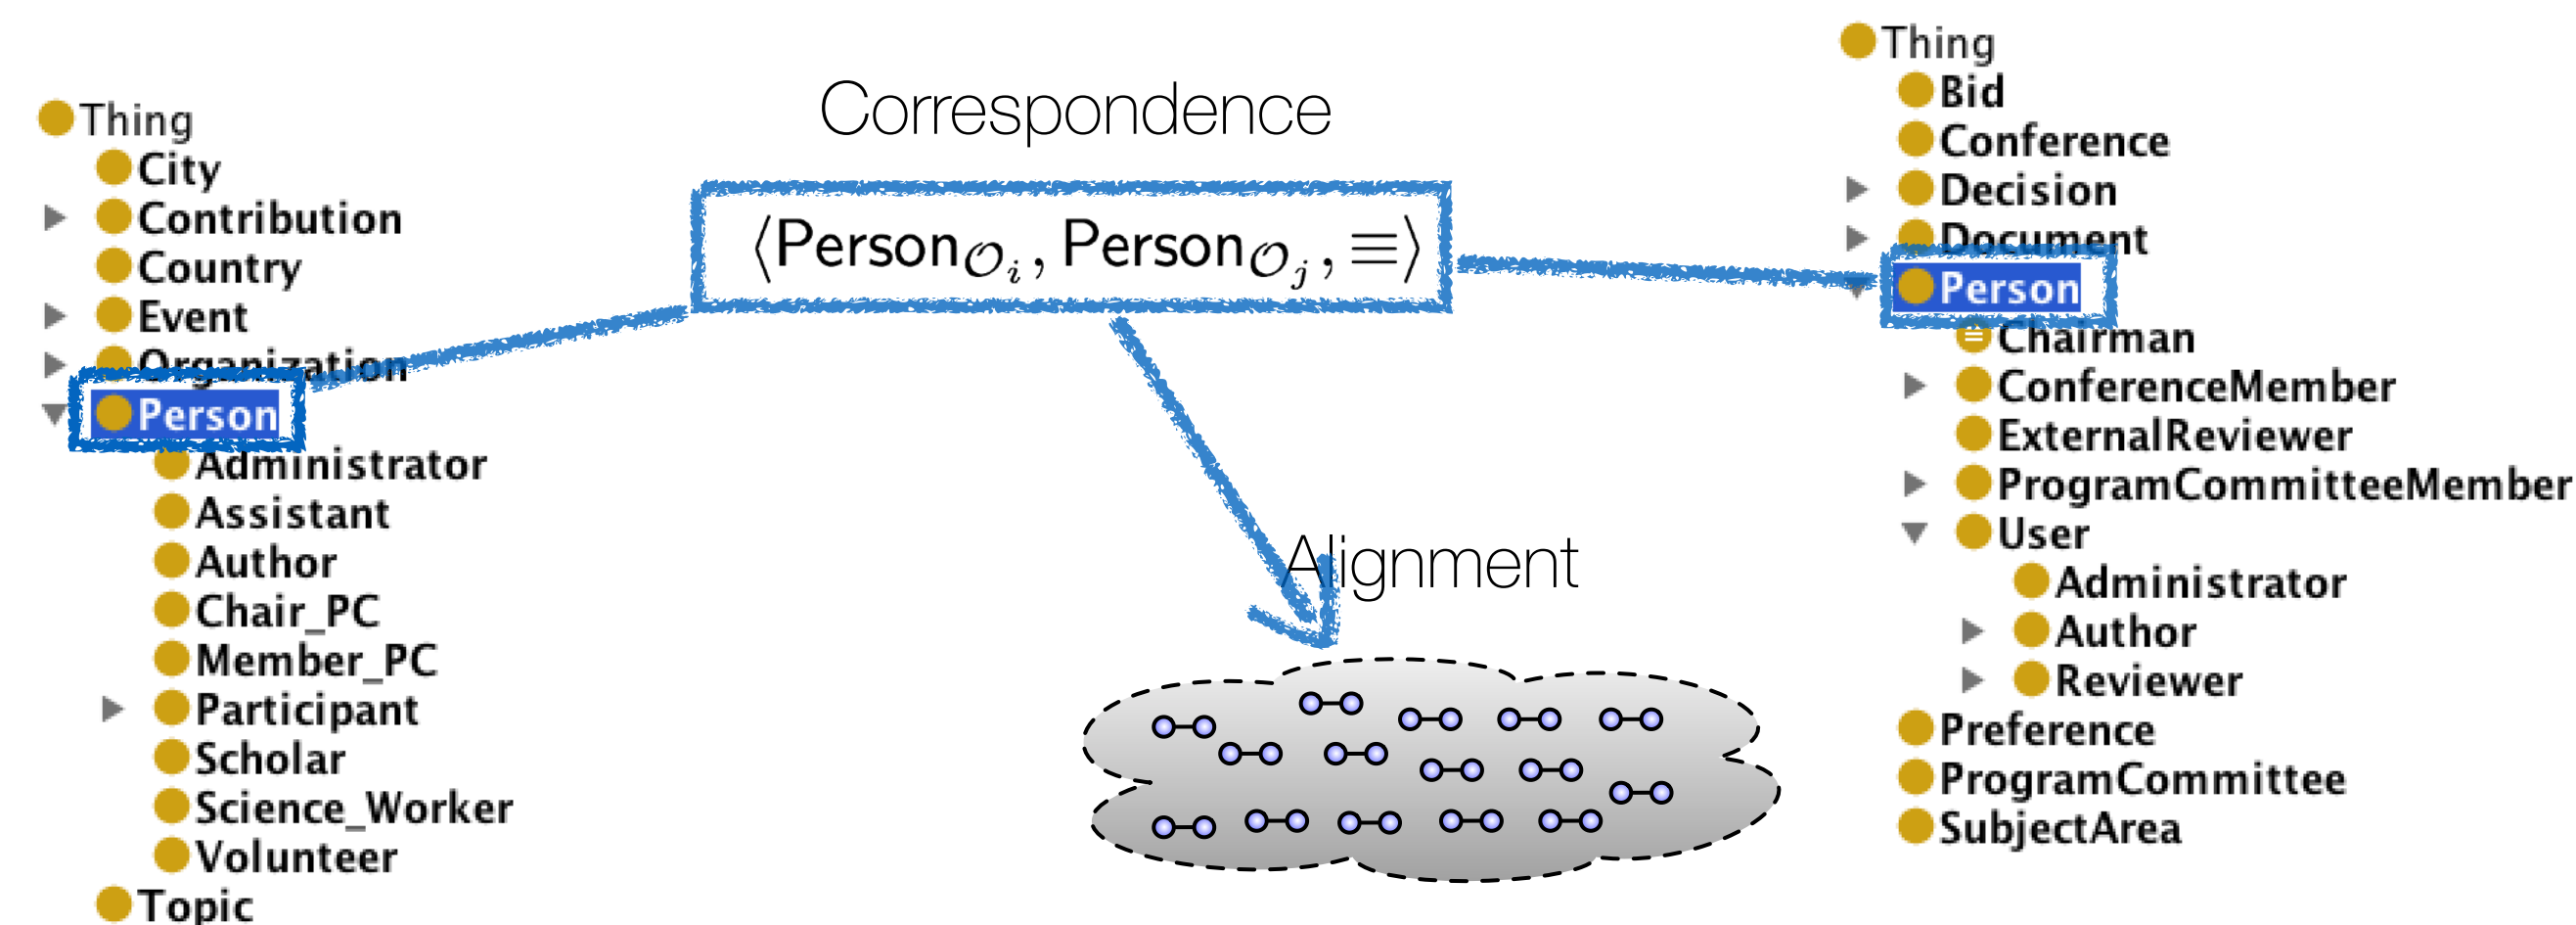 Thing
City
Contribution
Country
Event
Organization
Person
Administrator
Assistant
Author
Chair_PC
Member_PC
Participant
Scholar
Science_Worker
Volunteer
Topic
Correspondence
⟨Person𝒪ᵢ, Person𝒪ⱼ, ≡⟩
Alignment
Thing
Bid
Conference
Decision
Document
Person
Chairman
ConferenceMember
ExternalReviewer
ProgramCommitteeMember
User
Administrator
Author
Reviewer
Preference
ProgramCommittee
SubjectArea